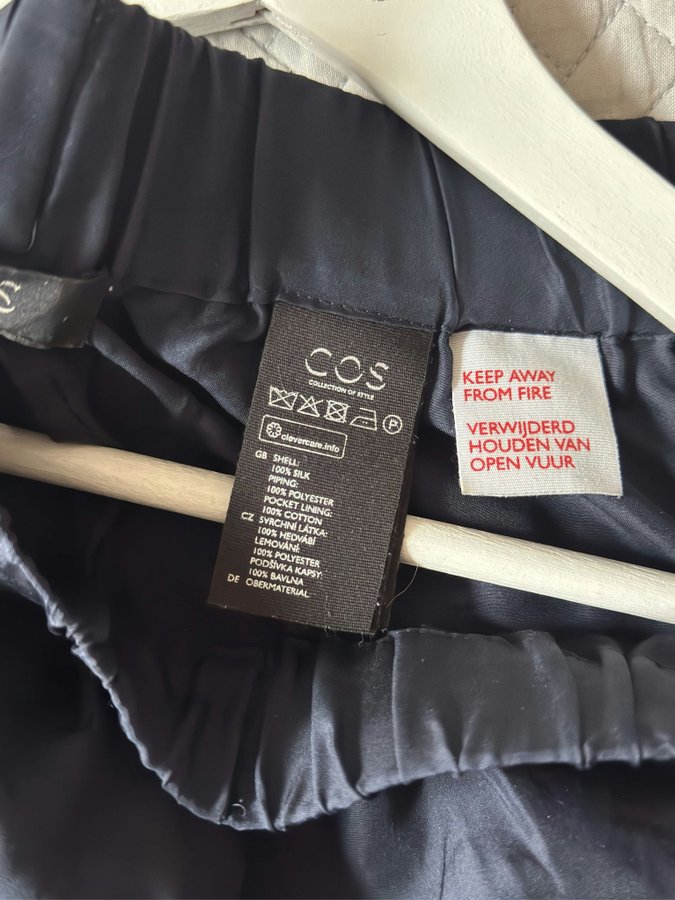 S
COS
COLLECTION OF STYLE
P
clevercare.info
GB SHELL:
100% SILK
PIPING:
100% POLYESTER
POCKET LINING:
100% COTTON
CZ SVRCHNÍ LÁTKA:
100% HEDVÁBÍ
LEMOVÁNÍ:
100% POLYESTER
PODŠÍVKA KAPSY:
100% BAVLNA
DE OBERMATERIAL:
KEEP AWAY
FROM FIRE
VERWIJDERD
HOUDEN VAN
OPEN VUUR